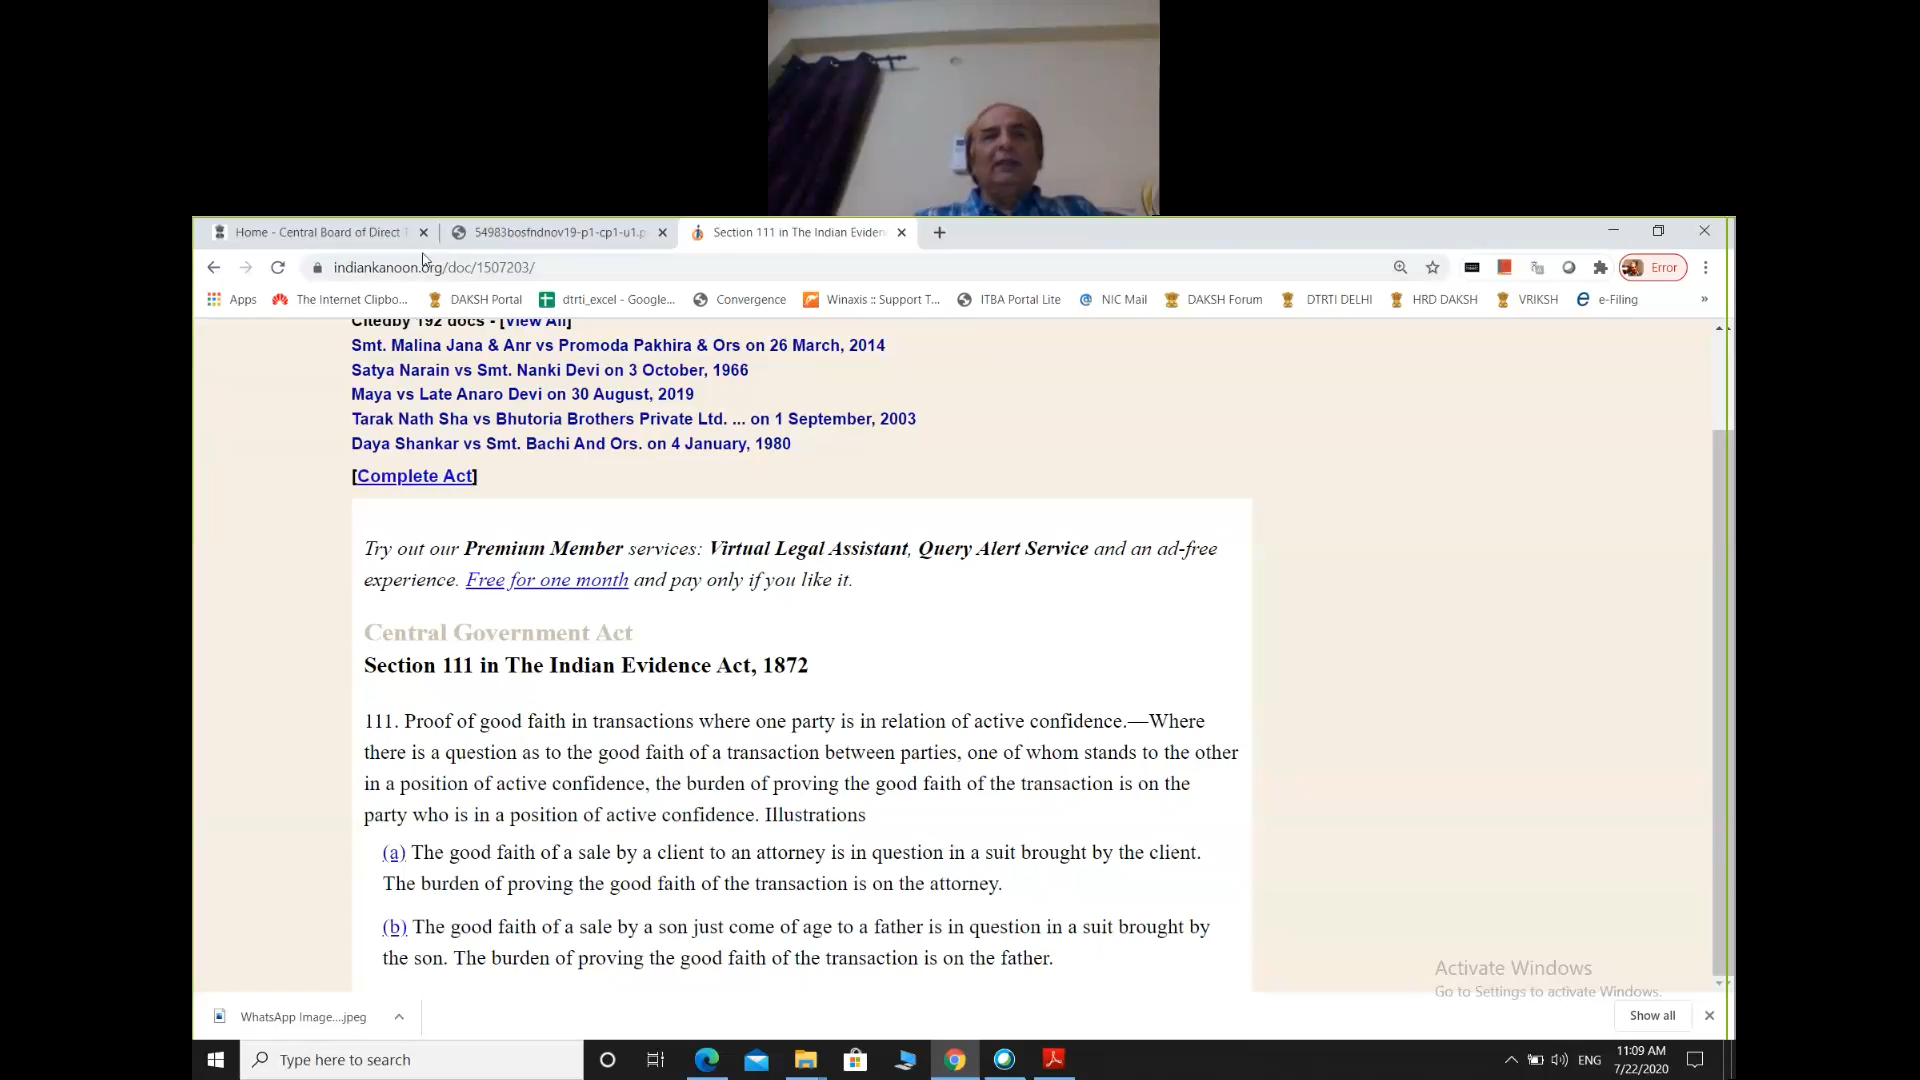 Home - Central Board of Direct T
54983bosfndnov19-p1-cp1-u1.p
Section 111 in The Indian Eviden
indiankanoon.org/doc/1507203/
Error
Apps
The Internet Clipbo...
DAKSH Portal
dtrti_excel - Google...
Convergence
Winaxis :: Support T...
ITBA Portal Lite
NIC Mail
DAKSH Forum
DTRTI DELHI
HRD DAKSH
VRIKSH
e-Filing
»
Citedby 192 docs - [View All]
Smt. Malina Jana & Anr vs Promoda Pakhira & Ors on 26 March, 2014
Satya Narain vs Smt. Nanki Devi on 3 October, 1966
Maya vs Late Anaro Devi on 30 August, 2019
Tarak Nath Sha vs Bhutoria Brothers Private Ltd. ... on 1 September, 2003
Daya Shankar vs Smt. Bachi And Ors. on 4 January, 1980
[Complete Act]
Try out our Premium Member services: Virtual Legal Assistant, Query Alert Service and an ad-free
experience. Free for one month and pay only if you like it.
Central Government Act
Section 111 in The Indian Evidence Act, 1872
111. Proof of good faith in transactions where one party is in relation of active confidence.—Where
there is a question as to the good faith of a transaction between parties, one of whom stands to the other
in a position of active confidence, the burden of proving the good faith of the transaction is on the
party who is in a position of active confidence. Illustrations
(a) The good faith of a sale by a client to an attorney is in question in a suit brought by the client.
The burden of proving the good faith of the transaction is on the attorney.
(b) The good faith of a sale by a son just come of age to a father is in question in a suit brought by
the son. The burden of proving the good faith of the transaction is on the father.
Activate Windows
Go to Settings to activate Windows.
WhatsApp Image....jpeg
Show all
Type here to search
ENG
11:09 AM
7/22/2020